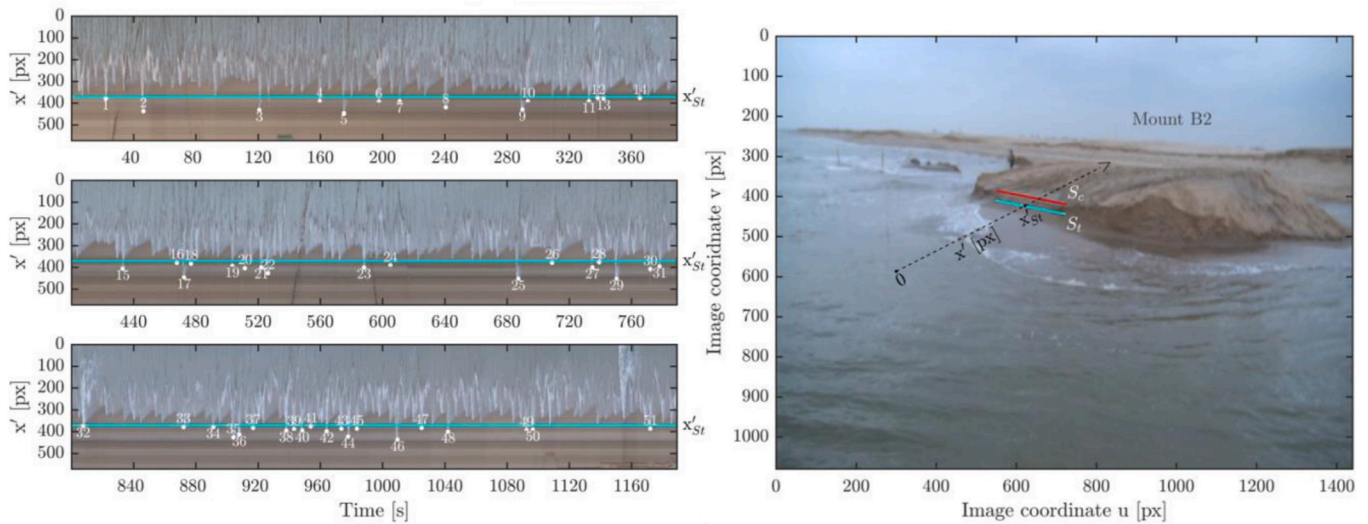 0
100
200
300
400
500
x′ [px]
1 2 3 4 5 6 7 8 9 10 11 12 13 14
x′St
40 80 120 160 200 240 280 320 360
0
100
200
300
400
500
x′ [px]
15 16 17 18 19 20 21 22 23 24 25 26 27 28 29 30 31
x′St
440 480 520 560 600 640 680 720 760
0
100
200
300
400
500
x′ [px]
32 33 34 35 36 37 38 39 40 41 42 43 44 45 46 47 48 49 50 51
x′St
840 880 920 960 1000 1040 1080 1120 1160
Time [s]
Image coordinate v [px]
0
100
200
300
400
500
600
700
800
900
1000
Mount B2
Sc
St
x′St
x′ [px]
0
0 200 400 600 800 1000 1200 1400
Image coordinate u [px]